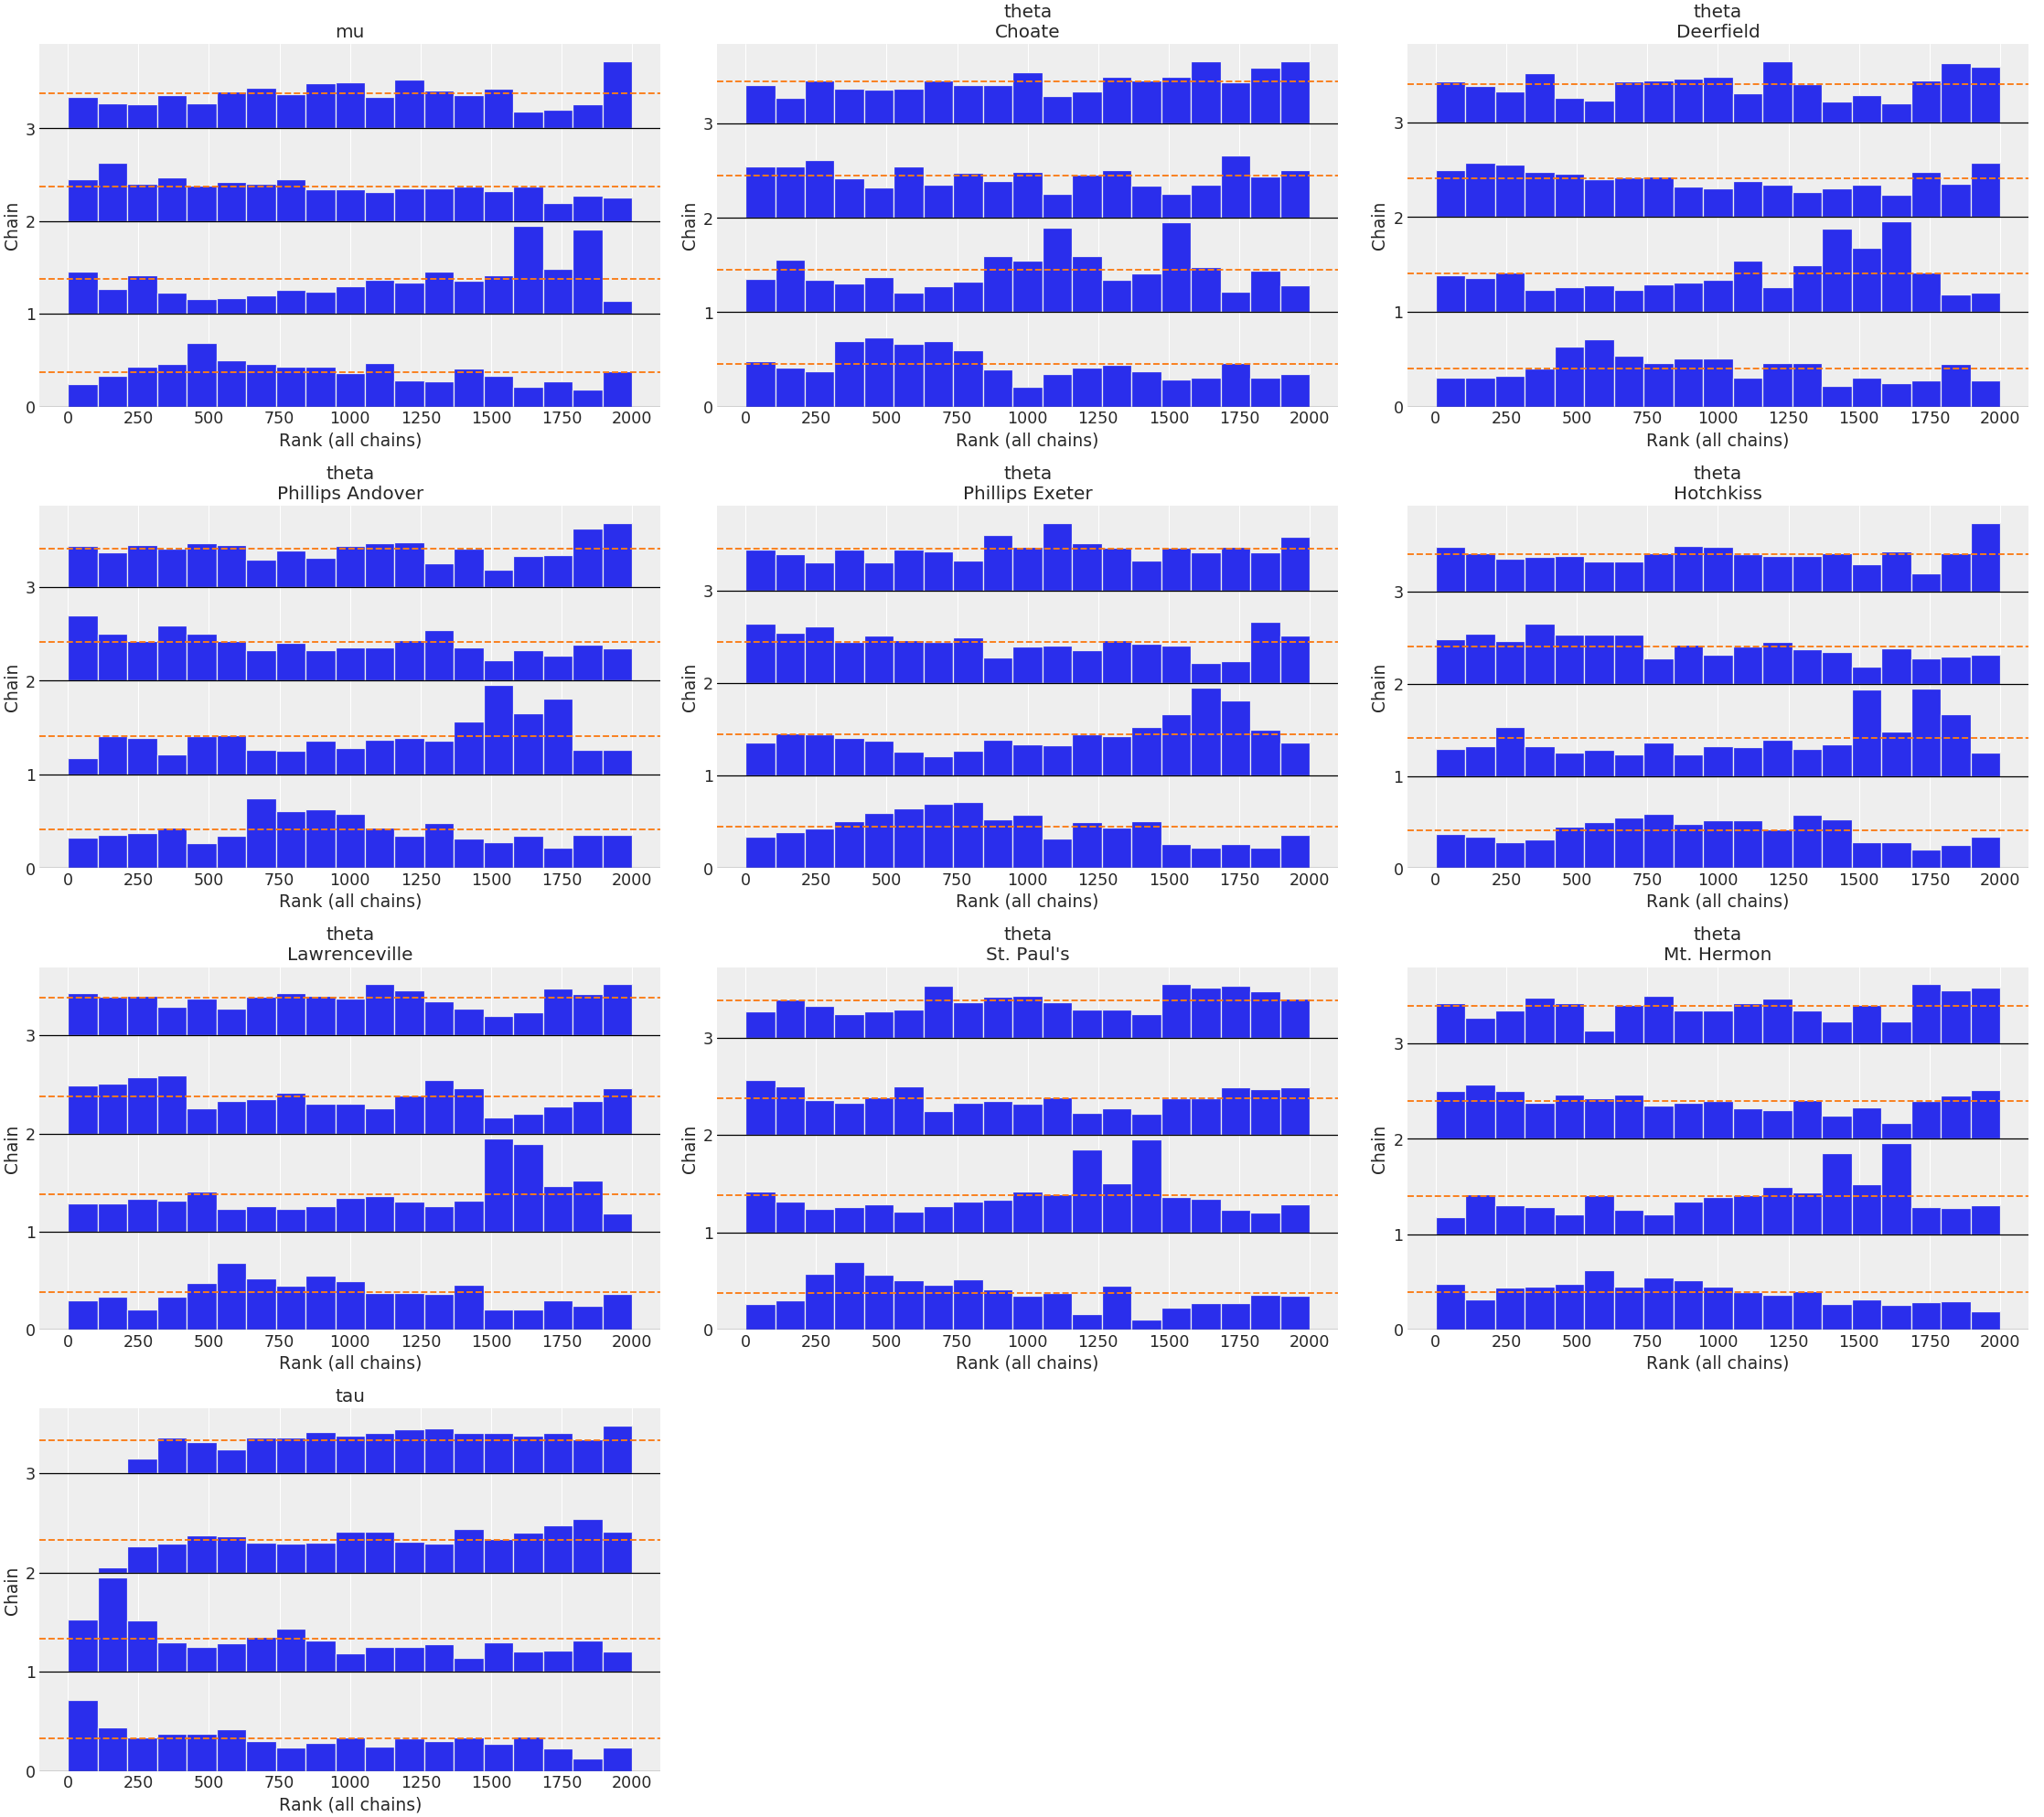 mu
3
2
1
0
Chain
0 250 500 750 1000 1250 1500 1750 2000
Rank (all chains)
theta
Choate
3
2
1
0
Chain
0 250 500 750 1000 1250 1500 1750 2000
Rank (all chains)
theta
Deerfield
3
2
1
0
Chain
0 250 500 750 1000 1250 1500 1750 2000
Rank (all chains)
theta
Phillips Andover
3
2
1
0
Chain
0 250 500 750 1000 1250 1500 1750 2000
Rank (all chains)
theta
Phillips Exeter
3
2
1
0
Chain
0 250 500 750 1000 1250 1500 1750 2000
Rank (all chains)
theta
Hotchkiss
3
2
1
0
Chain
0 250 500 750 1000 1250 1500 1750 2000
Rank (all chains)
theta
Lawrenceville
3
2
1
0
Chain
0 250 500 750 1000 1250 1500 1750 2000
Rank (all chains)
theta
St. Paul's
3
2
1
0
Chain
0 250 500 750 1000 1250 1500 1750 2000
Rank (all chains)
theta
Mt. Hermon
3
2
1
0
Chain
0 250 500 750 1000 1250 1500 1750 2000
Rank (all chains)
tau
3
2
1
0
Chain
0 250 500 750 1000 1250 1500 1750 2000
Rank (all chains)